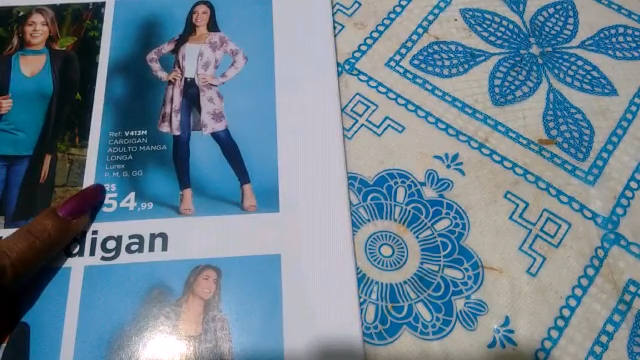 Ref: V413M
CARDIGAN
ADULTO MANGA
LONGA
Lurex
P, M, G, GG
R$
54,99
digan